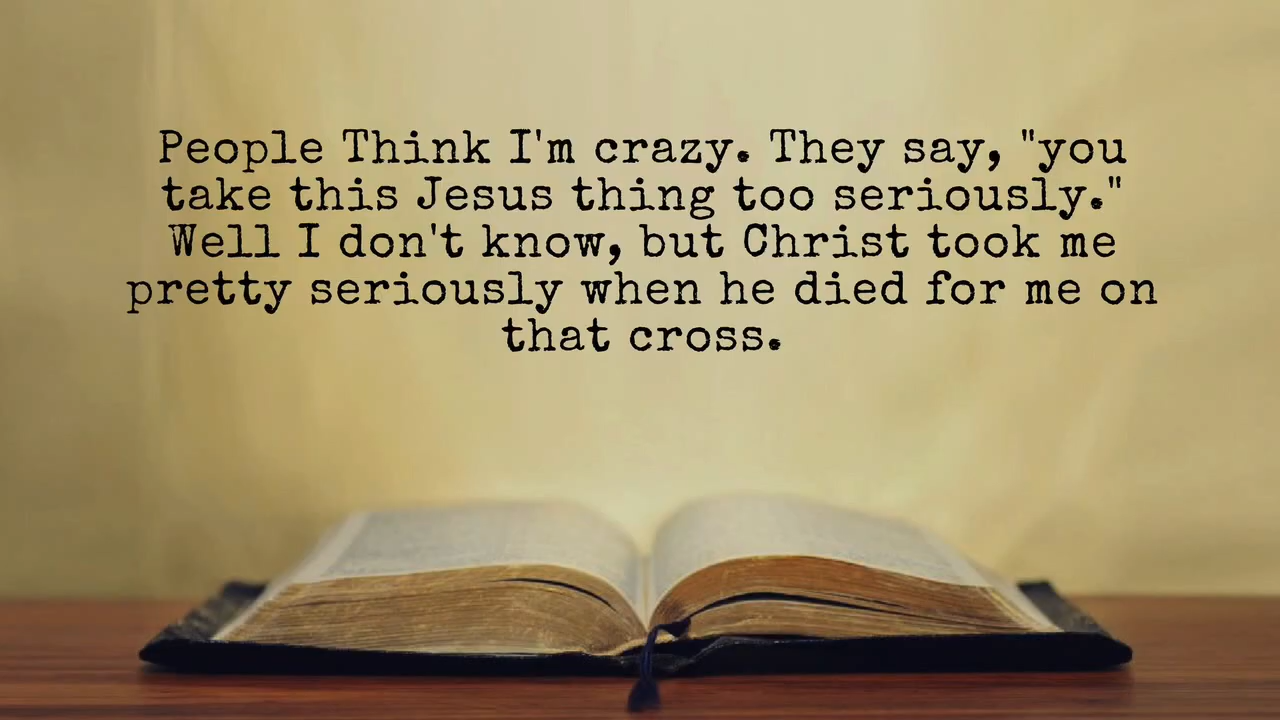 People Think I'm crazy. They say, "you
take this Jesus thing too seriously."
Well I don't know, but Christ took me
pretty seriously when he died for me on
that cross.